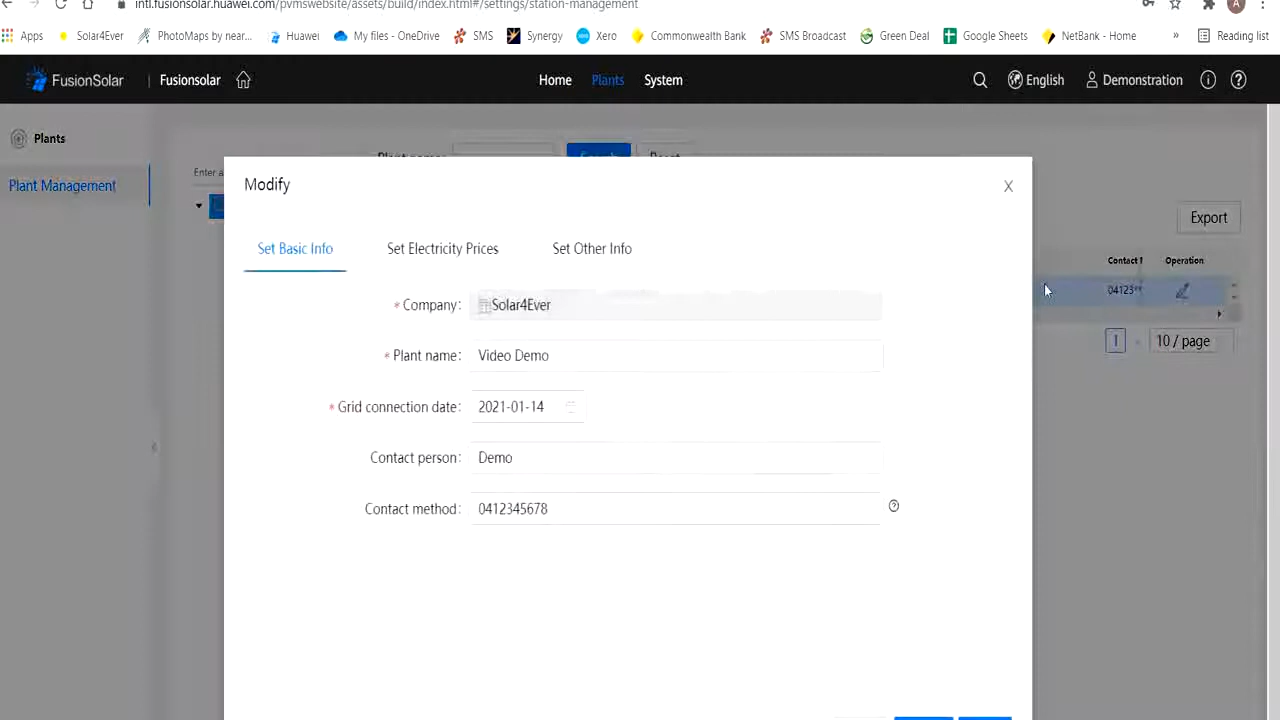 intl.fusionsolar.huawei.com/pvmswebsite/assets/build/index.html#/settings/station-management
Apps Solar4Ever PhotoMaps by near... Huawei My files - OneDrive SMS Synergy Xero Commonwealth Bank SMS Broadcast Green Deal Google Sheets NetBank - Home » Reading list
FusionSolar | Fusionsolar Home Plants System English Demonstration
Plants
Plant name:
Enter a
Plant Management
Modify X
Export
Set Basic Info Set Electricity Prices Set Other Info
Contact Operation
* Company: Solar4Ever
04123**
* Plant name: Video Demo
1 10 / page
* Grid connection date: 2021-01-14
Contact person: Demo
Contact method: 0412345678